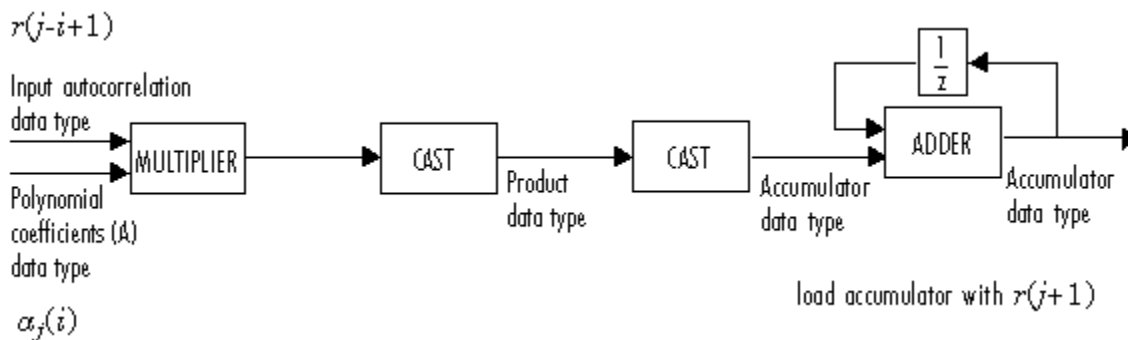 r(j-i+1)
Input autocorrelation
data type
MULTIPLIER
Polynomial
coefficients (A)
data type
αj(i)
CAST
Product
data type
CAST
Accumulator
data type
1
z
ADDER
Accumulator
data type
load accumulator with r(j+1)